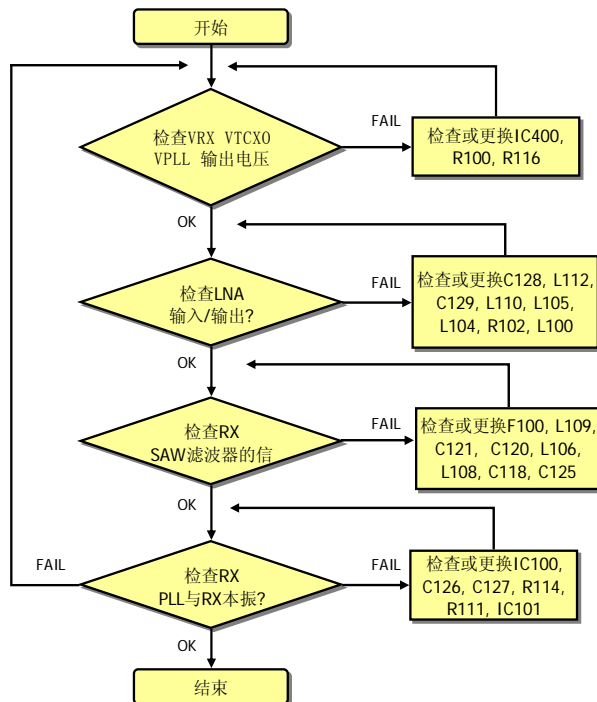 开始
检查VRX VTCXO
VPLL 输出电压
FAIL
检查或更换IC400,
R100, R116
OK
检查LNA
输入/输出?
FAIL
检查或更换C128, L112,
C129, L110, L105,
L104, R102, L100
OK
检查RX
SAW滤波器的信
FAIL
检查或更换F100, L109,
C121, C120, L106,
L108, C118, C125
OK
FAIL
检查RX
PLL与RX本振?
FAIL
检查或更换IC100,
C126, C127, R114,
R111, IC101
OK
结束